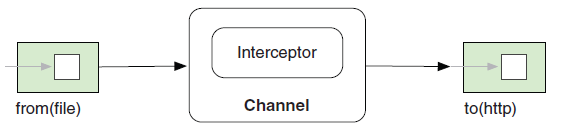 Interceptor
Channel
from(file)
to(http)